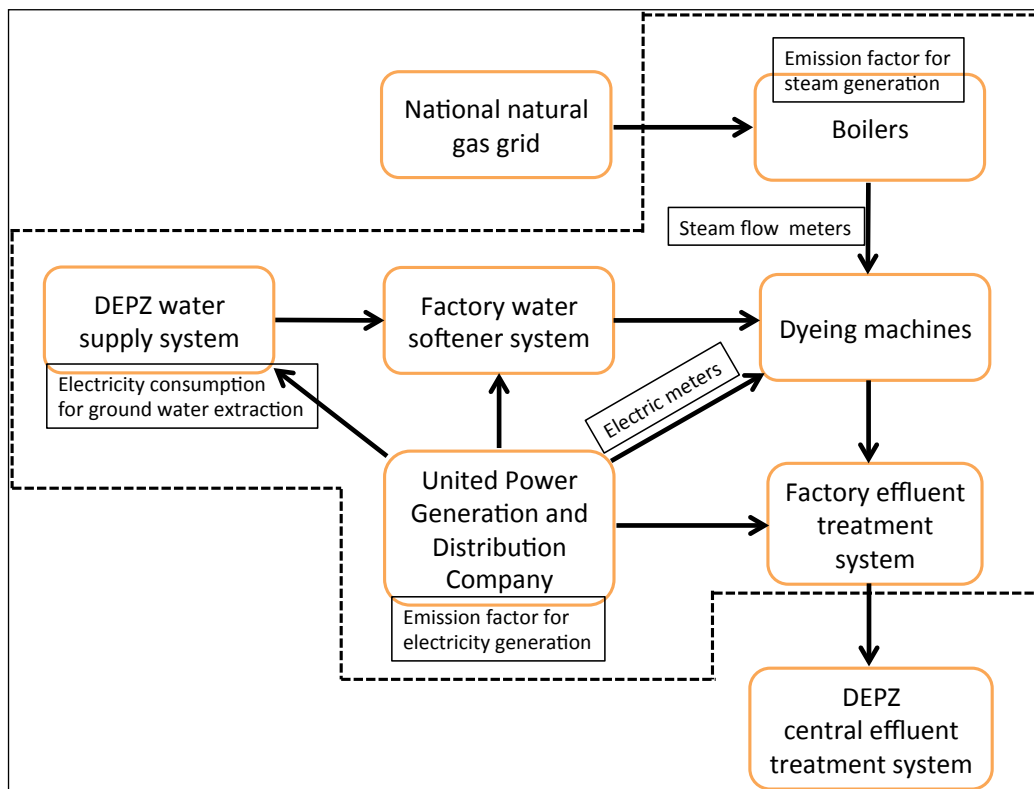 Emission factor for
steam generation
National natural
gas grid
Boilers
Steam flow meters
DEPZ water
supply system
Factory water
softener system
Dyeing machines
Electricity consumption
for ground water extraction
Electric meters
United Power
Generation and
Distribution
Company
Factory effluent
treatment
system
Emission factor for
electricity generation
DEPZ
central effluent
treatment system